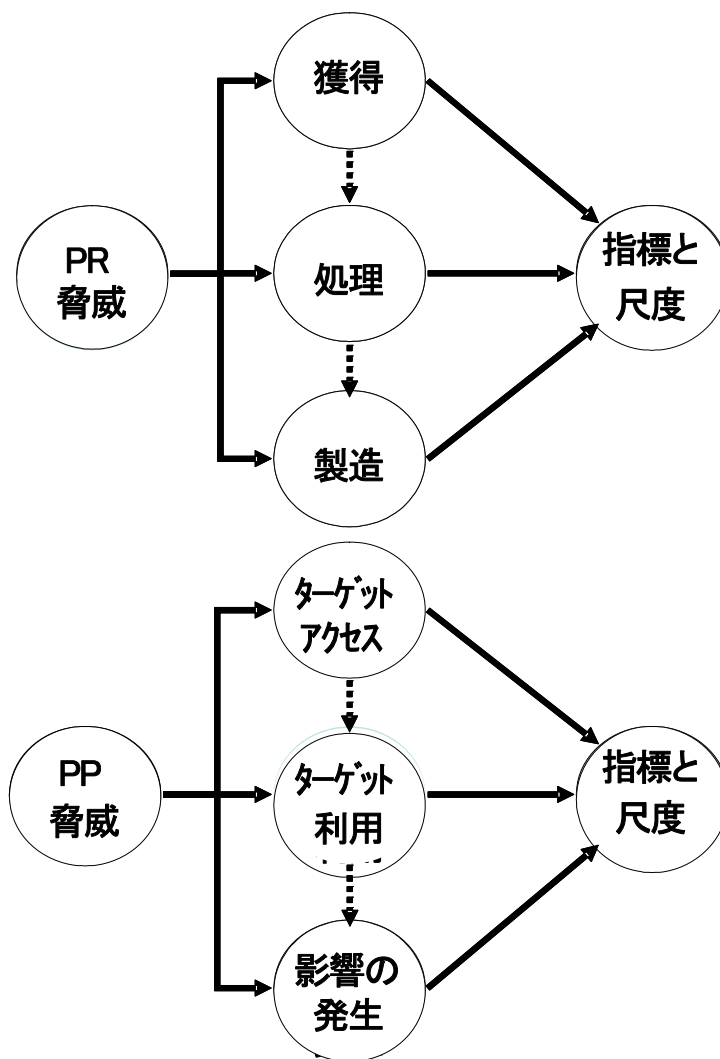 獲得
PR
脅威
処理
指標と
尺度
製造
ﾀｰｹﾞｯﾄ
ｱｸｾｽ
PP
脅威
ﾀｰｹﾞｯﾄ
利用
指標と
尺度
影響の
発生